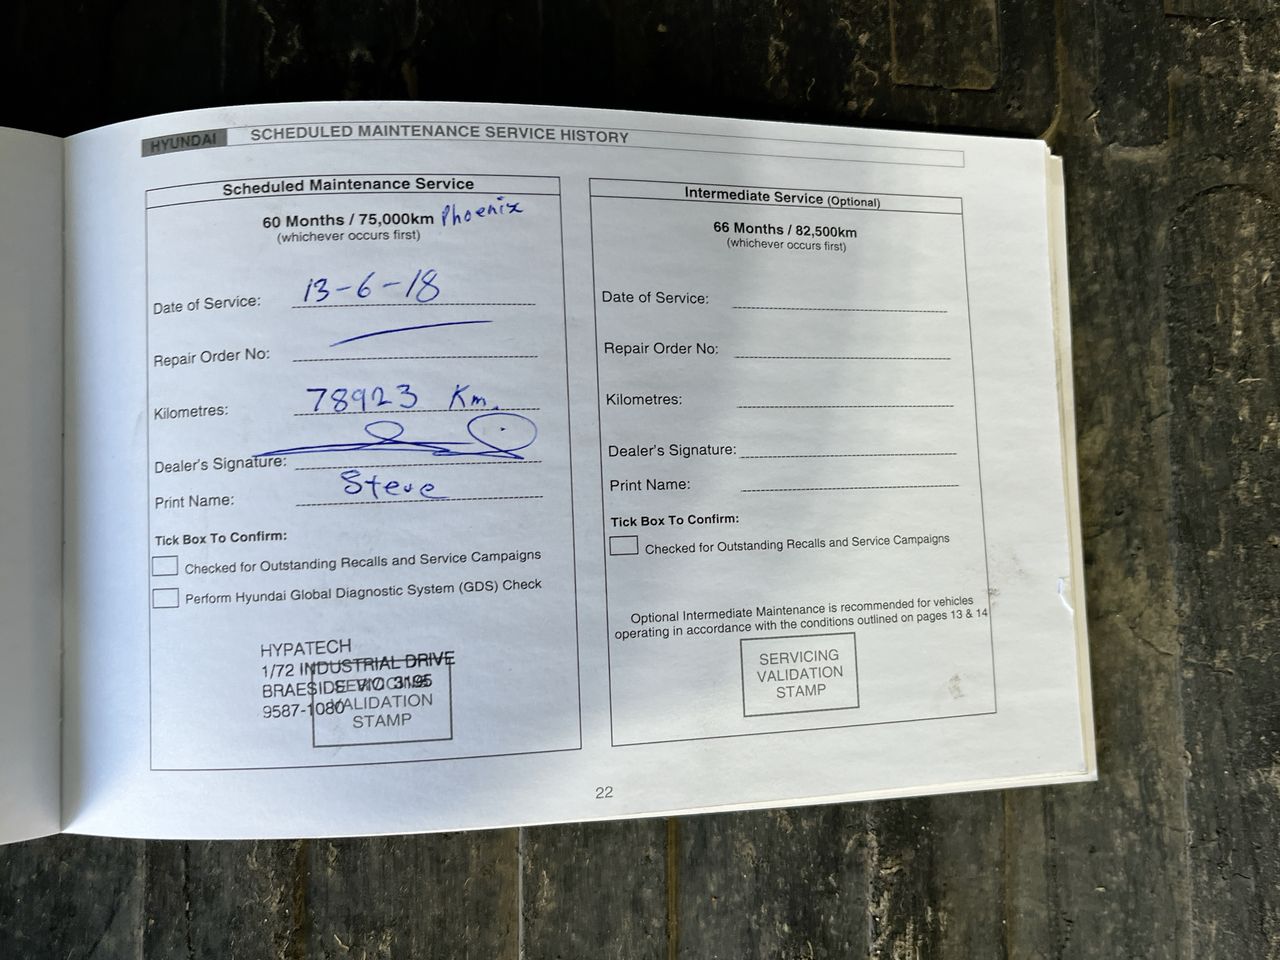 HYUNDAI SCHEDULED MAINTENANCE SERVICE HISTORY
Scheduled Maintenance Service
60 Months / 75,000km Phoenix
(whichever occurs first)
Date of Service: 13-6-18
Repair Order No:
Kilometres: 78923 Km.
Dealer's Signature:
Print Name: Steve
Tick Box To Confirm:
Checked for Outstanding Recalls and Service Campaigns
Perform Hyundai Global Diagnostic System (GDS) Check
HYPATECH
1/72 INDUSTRIAL DRIVE
BRAESIDE VIC 3195
9587-1080
SERVICING
VALIDATION
STAMP
Intermediate Service (Optional)
66 Months / 82,500km
(whichever occurs first)
Date of Service:
Repair Order No:
Kilometres:
Dealer's Signature:
Print Name:
Tick Box To Confirm:
Checked for Outstanding Recalls and Service Campaigns
Optional Intermediate Maintenance is recommended for vehicles
operating in accordance with the conditions outlined on pages 13 & 14
SERVICING
VALIDATION
STAMP
22